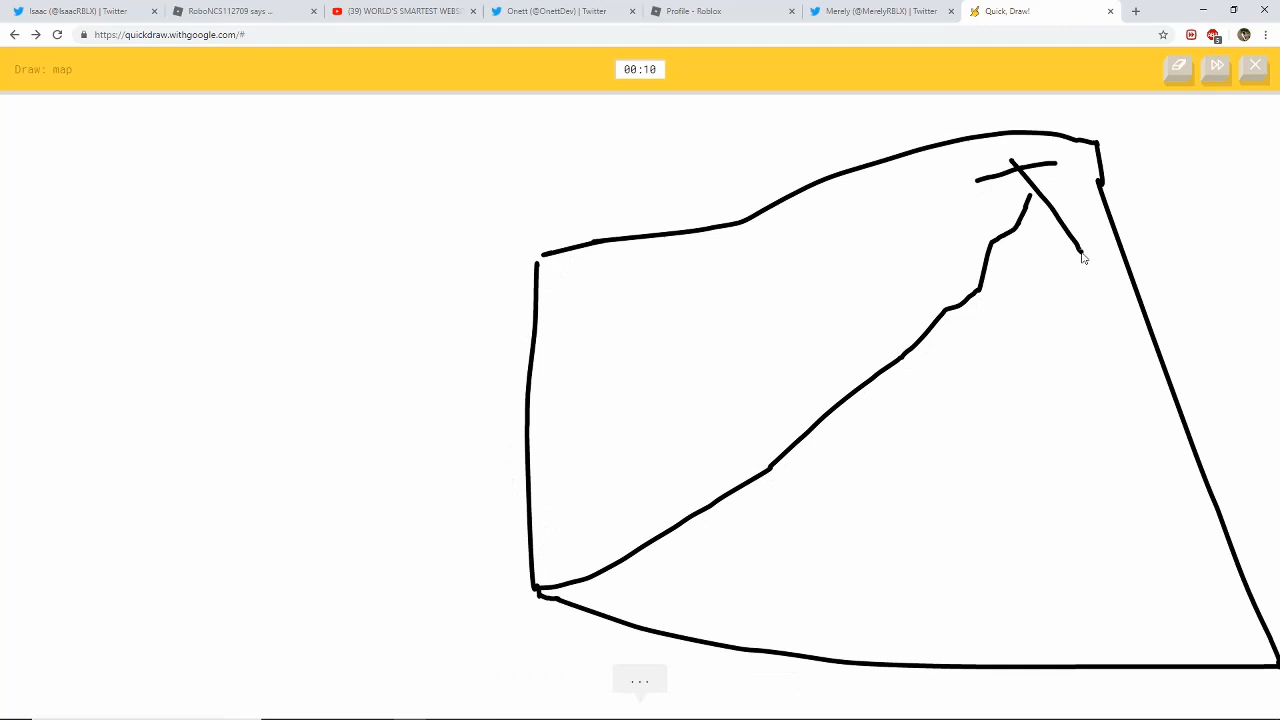 Isaac (@IsaacRBLX) | Twitter
RoboNCS112709 says ...
(39) WORLD'S SMARTEST WEBS
Onett (@OnettDev) | Twitter
Profile - Roblox
Merely (@MerelyRBLX) | Twitter
Quick, Draw!
https://quickdraw.withgoogle.com/#
Draw: map
00:10
...